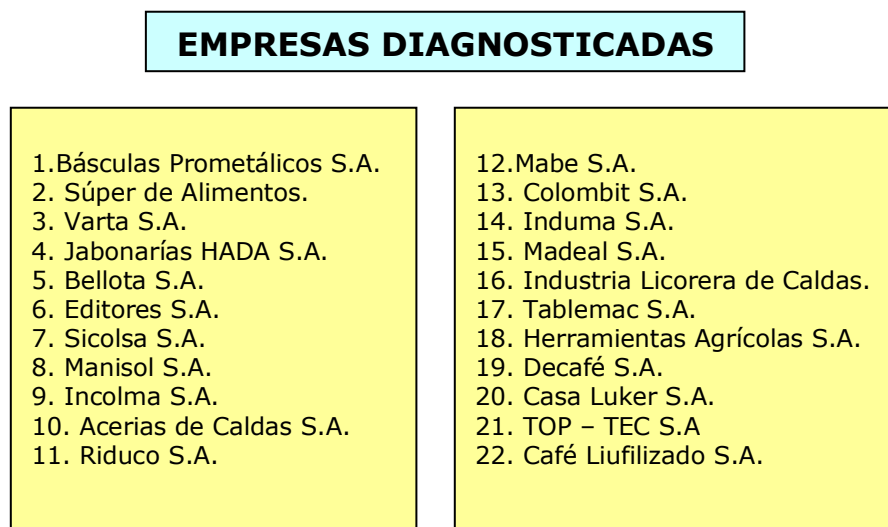 EMPRESAS DIAGNOSTICADAS
1.Básculas Prometálicos S.A.
2. Súper de Alimentos.
3. Varta S.A.
4. Jabonarías HADA S.A.
5. Bellota S.A.
6. Editores S.A.
7. Sicolsa S.A.
8. Manisol S.A.
9. Incolma S.A.
10. Acerias de Caldas S.A.
11. Riduco S.A.
12.Mabe S.A.
13. Colombit S.A.
14. Induma S.A.
15. Madeal S.A.
16. Industria Licorera de Caldas.
17. Tablemac S.A.
18. Herramientas Agrícolas S.A.
19. Decafé S.A.
20. Casa Luker S.A.
21. TOP – TEC S.A
22. Café Liufilizado S.A.